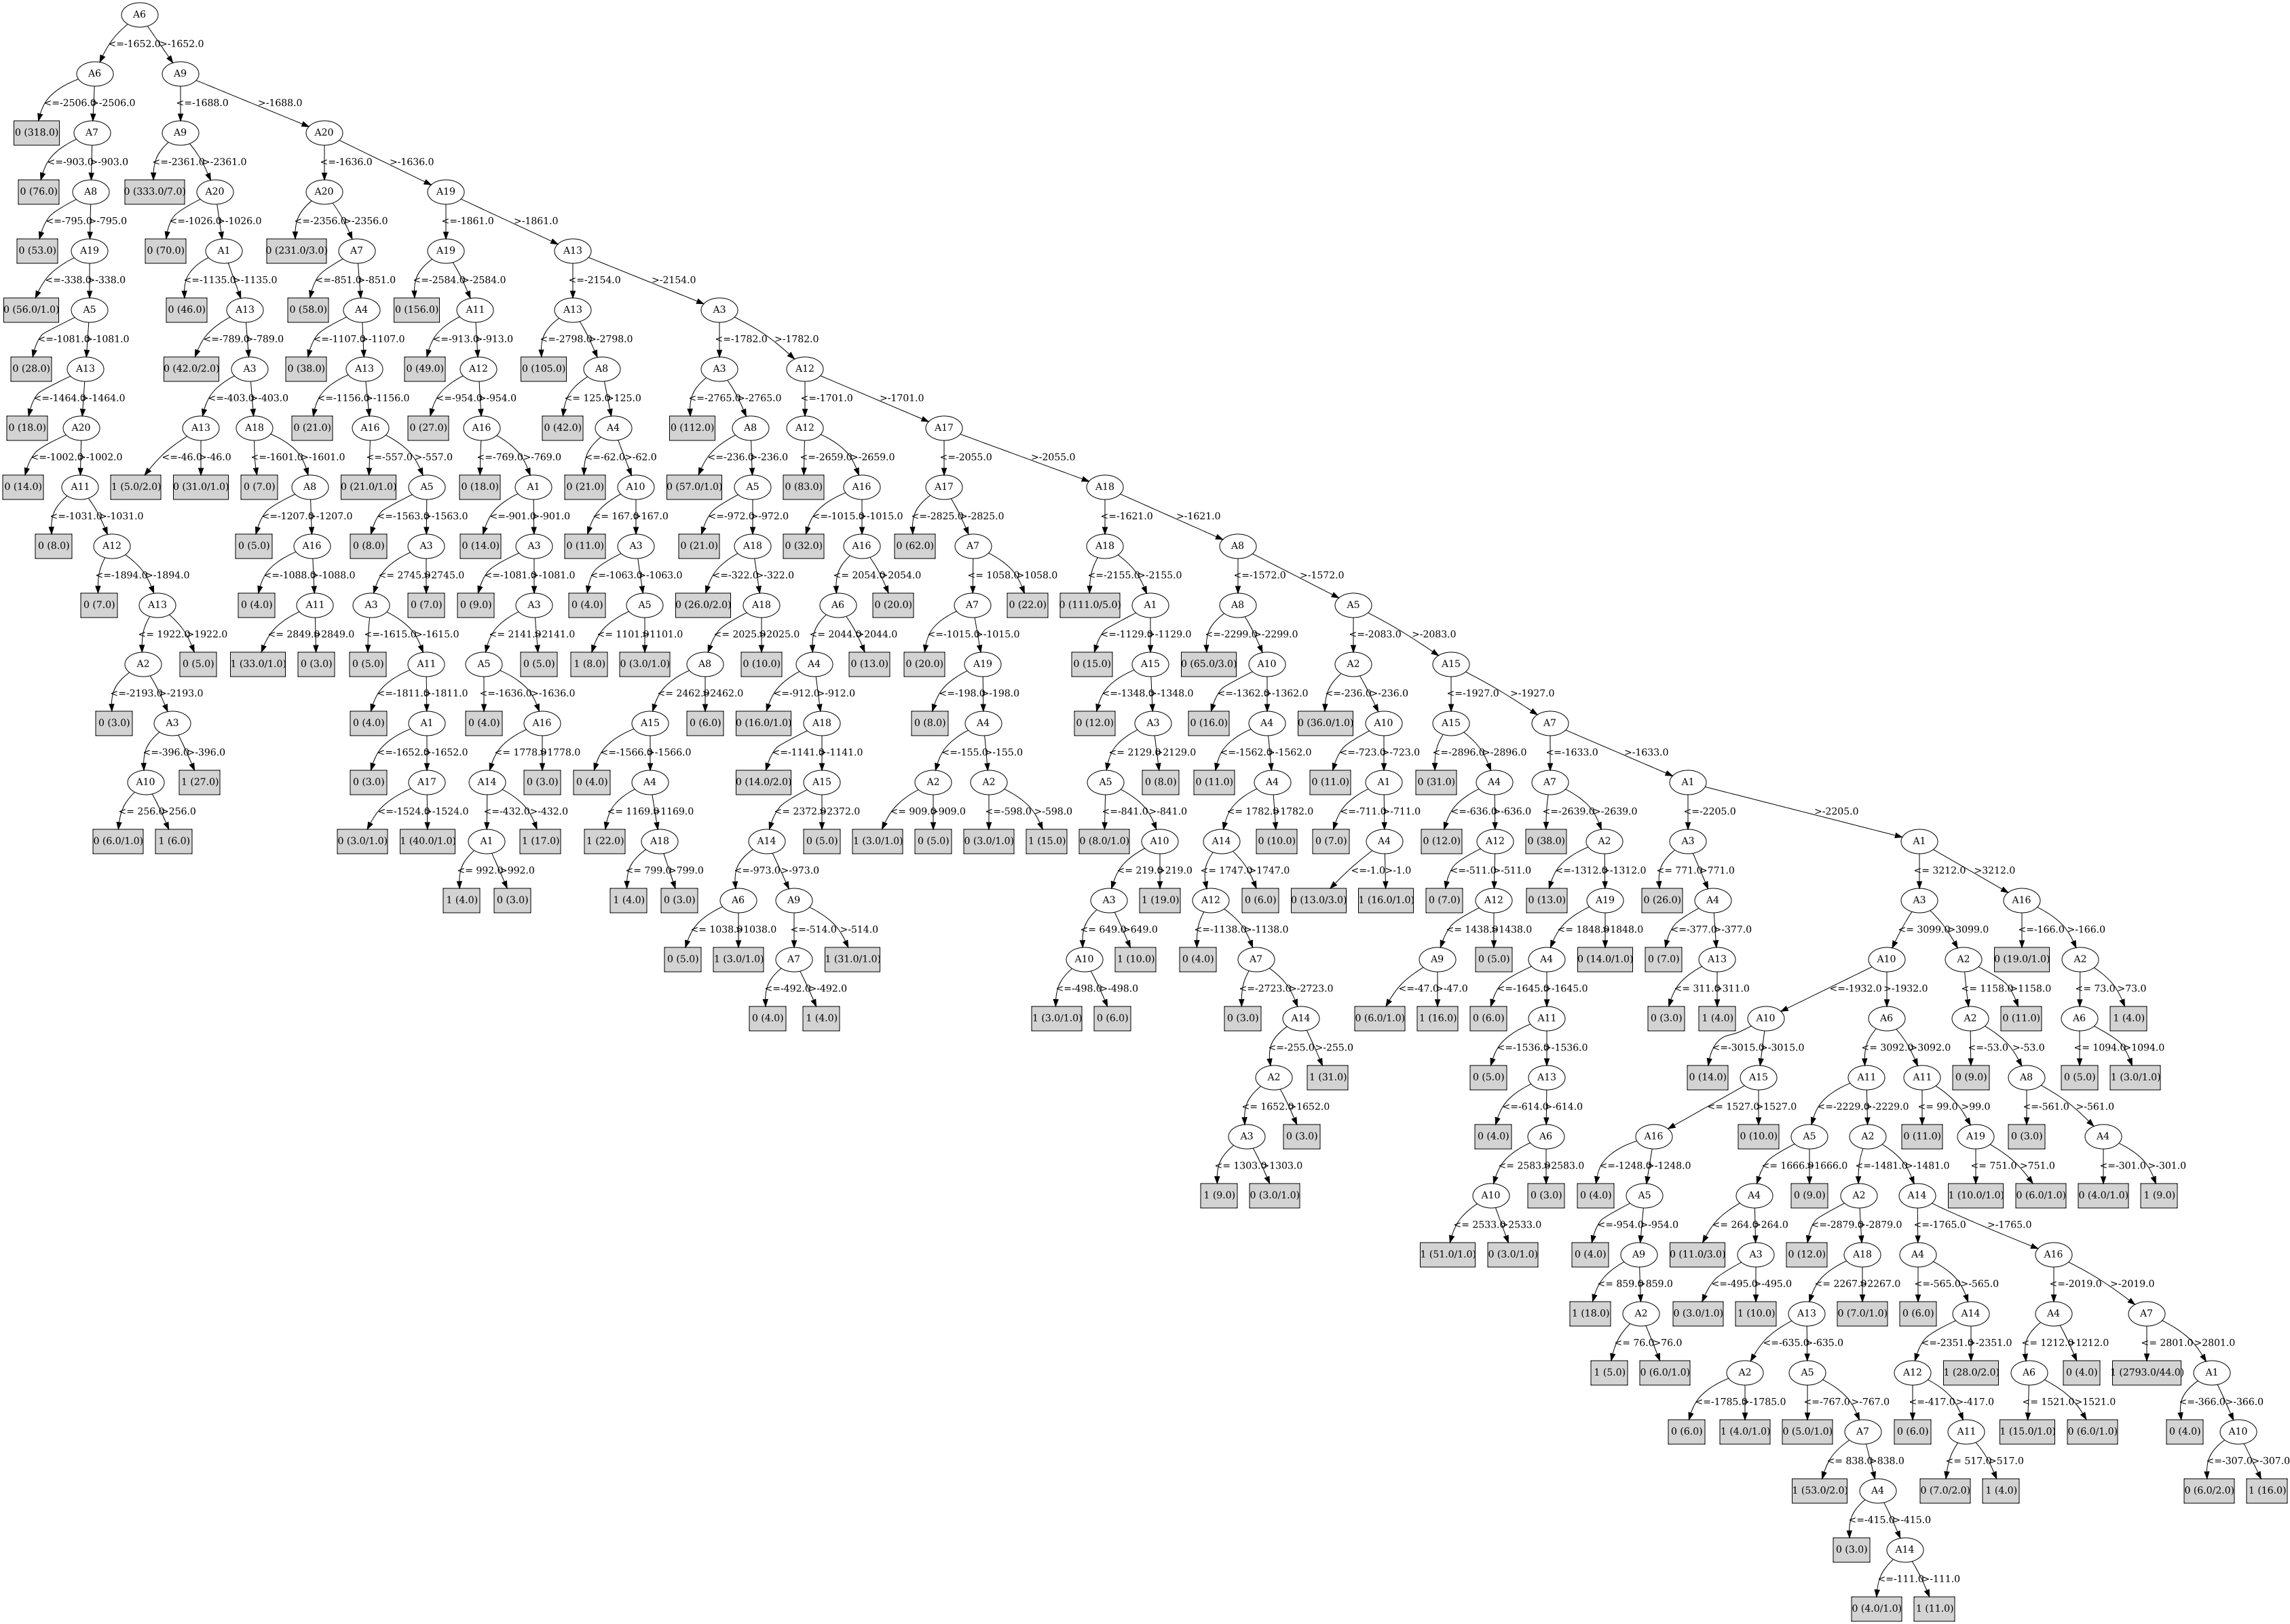 A6
<=-1652.0 >-1652.0
A6 A9
<=-2506.0 >-2506.0 <=-1688.0 >-1688.0
0 (318.0) A7 A9 A20
<=-903.0 >-903.0 <=-2361.0 >-2361.0 <=-1636.0 >-1636.0
0 (76.0) A8 0 (333.0/7.0) A20 A20 A19
<=-795.0 >-795.0 <=-1026.0 >-1026.0 <=-2356.0 >-2356.0 <=-1861.0 >-1861.0
0 (53.0) A19 0 (70.0) A1 0 (231.0/3.0) A7 A19 A13
<=-338.0 >-338.0 <=-1135.0 >-1135.0 <=-851.0 >-851.0 <=-2584.0 >-2584.0 <=-2154.0 >-2154.0
0 (56.0/1.0) A5 0 (46.0) A13 0 (58.0) A4 0 (156.0) A11 A13 A3
<=-1081.0 >-1081.0 <=-789.0 >-789.0 <=-1107.0 >-1107.0 <=-913.0 >-913.0 <=-2798.0 >-2798.0 <=-1782.0 >-1782.0
0 (28.0) A13 0 (42.0/2.0) A3 0 (38.0) A13 0 (49.0) A12 0 (105.0) A8 A3 A12
<=-1464.0 >-1464.0 <=-403.0 >-403.0 <=-1156.0 >-1156.0 <=-954.0 >-954.0 <= 125.0 >125.0 <=-2765.0 >-2765.0 <=-1701.0 >-1701.0
0 (18.0) A20 A13 A18 0 (21.0) A16 0 (27.0) A16 0 (42.0) A4 0 (112.0) A8 A12 A17
<=-1002.0 >-1002.0 <=-46.0 >-46.0 <=-1601.0 >-1601.0 <=-557.0 >-557.0 <=-769.0 >-769.0 <=-62.0 >-62.0 <=-236.0 >-236.0 <=-2659.0 >-2659.0 <=-2055.0 >-2055.0
0 (14.0) A11 1 (5.0/2.0) 0 (31.0/1.0) 0 (7.0) A8 0 (21.0/1.0) A5 0 (18.0) A1 0 (21.0) A10 0 (57.0/1.0) A5 0 (83.0) A16 A17 A18
<=-1031.0 >-1031.0 <=-1207.0 >-1207.0 <=-1563.0 >-1563.0 <=-901.0 >-901.0 <= 167.0 >167.0 <=-972.0 >-972.0 <=-1015.0 >-1015.0 <=-2825.0 >-2825.0 <=-1621.0 >-1621.0
0 (8.0) A12 0 (5.0) A16 0 (8.0) A3 0 (14.0) A3 0 (11.0) A3 0 (21.0) A18 0 (32.0) A16 0 (62.0) A7 A18 A8
<=-1894.0 >-1894.0 <=-1088.0 >-1088.0 <= 2745.0 >2745.0 <=-1081.0 >-1081.0 <=-1063.0 >-1063.0 <=-322.0 >-322.0 <= 2054.0 >2054.0 <= 1058.0 >1058.0 <=-2155.0 >-2155.0 <=-1572.0 >-1572.0
0 (7.0) A13 0 (4.0) A11 A3 0 (7.0) 0 (9.0) A3 0 (4.0) A5 0 (26.0/2.0) A18 A6 0 (20.0) A7 0 (22.0) 0 (111.0/5.0) A1 A8 A5
<= 1922.0 >1922.0 <= 2849.0 >2849.0 <=-1615.0 >-1615.0 <= 2141.0 >2141.0 <= 1101.0 >1101.0 <= 2025.0 >2025.0 <= 2044.0 >2044.0 <=-1015.0 >-1015.0 <=-1129.0 >-1129.0 <=-2299.0 >-2299.0 <=-2083.0 >-2083.0
A2 0 (5.0) 1 (33.0/1.0) 0 (3.0) 0 (5.0) A11 A5 0 (5.0) 1 (8.0) 0 (3.0/1.0) A8 0 (10.0) A4 0 (13.0) 0 (20.0) A19 0 (15.0) A15 0 (65.0/3.0) A10 A2 A15
<=-2193.0 >-2193.0 <=-1811.0 >-1811.0 <=-1636.0 >-1636.0 <= 2462.0 >2462.0 <=-912.0 >-912.0 <=-198.0 >-198.0 <=-1348.0 >-1348.0 <=-1362.0 >-1362.0 <=-236.0 >-236.0 <=-1927.0 >-1927.0
0 (3.0) A3 0 (4.0) A1 0 (4.0) A16 A15 0 (6.0) 0 (16.0/1.0) A18 0 (8.0) A4 0 (12.0) A3 0 (16.0) A4 0 (36.0/1.0) A10 A15 A7
<=-396.0 >-396.0 <=-1652.0 >-1652.0 <= 1778.0 >1778.0 <=-1566.0 >-1566.0 <=-1141.0 >-1141.0 <=-155.0 >-155.0 <= 2129.0 >2129.0 <=-1562.0 >-1562.0 <=-723.0 >-723.0 <=-2896.0 >-2896.0 <=-1633.0 >-1633.0
A10 1 (27.0) 0 (3.0) A17 A14 0 (3.0) 0 (4.0) A4 0 (14.0/2.0) A15 A2 A2 A5 0 (8.0) 0 (11.0) A4 0 (11.0) A1 0 (31.0) A4 A7 A1
<= 256.0 >256.0 <=-1524.0 >-1524.0 <=-432.0 >-432.0 <= 1169.0 >1169.0 <= 2372.0 >2372.0 <= 909.0 >909.0 <=-598.0 >-598.0 <=-841.0 >-841.0 <= 1782.0 >1782.0 <=-711.0 >-711.0 <=-636.0 >-636.0 <=-2639.0 >-2639.0 <=-2205.0 >-2205.0
0 (6.0/1.0) 1 (6.0) 0 (3.0/1.0) 1 (40.0/1.0) A1 1 (17.0) 1 (22.0) A18 A14 0 (5.0) 1 (3.0/1.0) 0 (5.0) 0 (3.0/1.0) 1 (15.0) 0 (8.0/1.0) A10 A14 0 (10.0) 0 (7.0) A4 0 (12.0) A12 0 (38.0) A2 A3 A1
<= 992.0 >992.0 <= 799.0 >799.0 <=-973.0 >-973.0 <= 219.0 >219.0 <= 1747.0 >1747.0 <=-1.0 >-1.0 <=-511.0 >-511.0 <=-1312.0 >-1312.0 <= 771.0 >771.0 <= 3212.0 >3212.0
1 (4.0) 0 (3.0) 1 (4.0) 0 (3.0) A6 A9 A3 1 (19.0) A12 0 (6.0) 0 (13.0/3.0) 1 (16.0/1.0) 0 (7.0) A12 0 (13.0) A19 0 (26.0) A4 A3 A16
<= 1038.0 >1038.0 <=-514.0 >-514.0 <= 649.0 >649.0 <=-1138.0 >-1138.0 <= 1438.0 >1438.0 <= 1848.0 >1848.0 <=-377.0 >-377.0 <= 3099.0 >3099.0 <=-166.0 >-166.0
0 (5.0) 1 (3.0/1.0) A7 1 (31.0/1.0) A10 1 (10.0) 0 (4.0) A7 A9 0 (5.0) A4 0 (14.0/1.0) 0 (7.0) A13 A10 A2 0 (19.0/1.0) A2
<=-492.0 >-492.0 <=-498.0 >-498.0 <=-2723.0 >-2723.0 <=-47.0 >-47.0 <=-1645.0 >-1645.0 <= 311.0 >311.0 <=-1932.0 >-1932.0 <= 1158.0 >1158.0 <= 73.0 >73.0
0 (4.0) 1 (4.0) 1 (3.0/1.0) 0 (6.0) 0 (3.0) A14 0 (6.0/1.0) 1 (16.0) 0 (6.0) A11 0 (3.0) 1 (4.0) A10 A6 A2 0 (11.0) A6 1 (4.0)
<=-255.0 >-255.0 <=-1536.0 >-1536.0 <=-3015.0 >-3015.0 <= 3092.0 >3092.0 <=-53.0 >-53.0 <= 1094.0 >1094.0
A2 1 (31.0) 0 (5.0) A13 0 (14.0) A15 A11 A11 0 (9.0) A8 0 (5.0) 1 (3.0/1.0)
<= 1652.0 >1652.0 <=-614.0 >-614.0 <= 1527.0 >1527.0 <=-2229.0 >-2229.0 <= 99.0 >99.0 <=-561.0 >-561.0
A3 0 (3.0) 0 (4.0) A6 A16 0 (10.0) A5 A2 0 (11.0) A19 0 (3.0) A4
<= 1303.0 >1303.0 <= 2583.0 >2583.0 <=-1248.0 >-1248.0 <= 1666.0 >1666.0 <=-1481.0 >-1481.0 <= 751.0 >751.0 <=-301.0 >-301.0
1 (9.0) 0 (3.0/1.0) A10 0 (3.0) 0 (4.0) A5 A4 0 (9.0) A2 A14 1 (10.0/1.0) 0 (6.0/1.0) 0 (4.0/1.0) 1 (9.0)
<= 2533.0 >2533.0 <=-954.0 >-954.0 <= 264.0 >264.0 <=-2879.0 >-2879.0 <=-1765.0 >-1765.0
1 (51.0/1.0) 0 (3.0/1.0) 0 (4.0) A9 0 (11.0/3.0) A3 0 (12.0) A18 A4 A16
<= 859.0 >859.0 <=-495.0 >-495.0 <= 2267.0 >2267.0 <=-565.0 >-565.0 <=-2019.0 >-2019.0
1 (18.0) A2 0 (3.0/1.0) 1 (10.0) A13 0 (7.0/1.0) 0 (6.0) A14 A4 A7
<= 76.0 >76.0 <=-635.0 >-635.0 <=-2351.0 >-2351.0 <= 1212.0 >1212.0 <= 2801.0 >2801.0
1 (5.0) 0 (6.0/1.0) A2 A5 A12 1 (28.0/2.0) A6 0 (4.0) 1 (2793.0/44.0) A1
<=-1785.0 >-1785.0 <=-767.0 >-767.0 <=-417.0 >-417.0 <= 1521.0 >1521.0 <=-366.0 >-366.0
0 (6.0) 1 (4.0/1.0) 0 (5.0/1.0) A7 0 (6.0) A11 1 (15.0/1.0) 0 (6.0/1.0) 0 (4.0) A10
<= 838.0 >838.0 <= 517.0 >517.0 <=-307.0 >-307.0
1 (53.0/2.0) A4 0 (7.0/2.0) 1 (4.0) 0 (6.0/2.0) 1 (16.0)
<=-415.0 >-415.0
0 (3.0) A14
<=-111.0 >-111.0
0 (4.0/1.0) 1 (11.0)